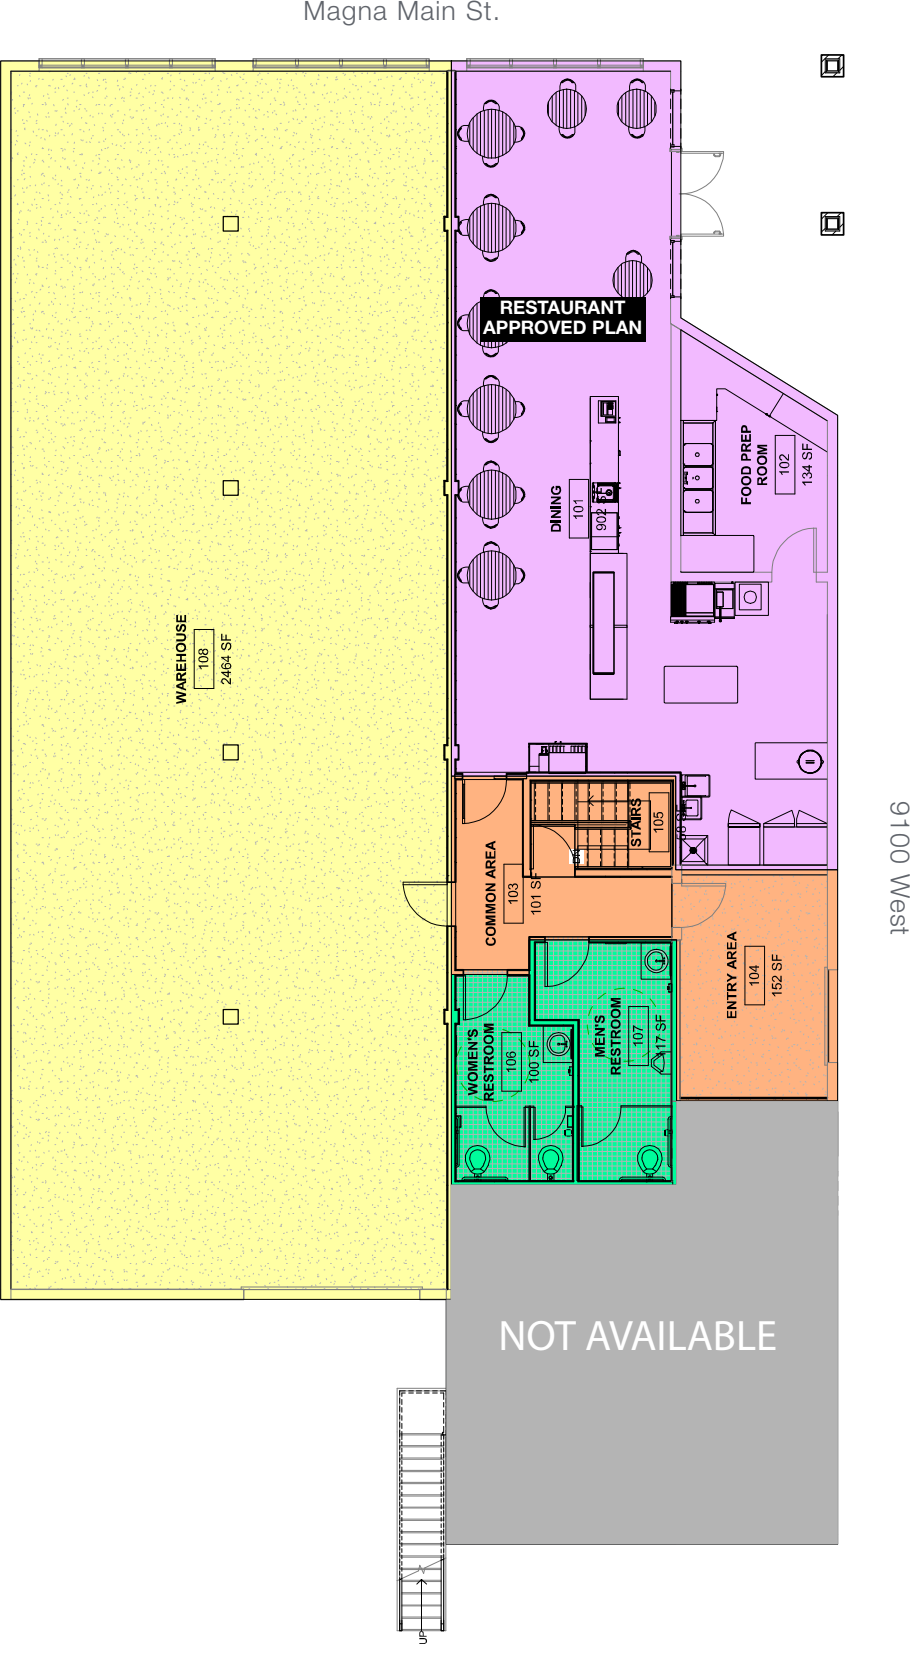 Magna Main St.
RESTAURANT
APPROVED PLAN
FOOD PREP
ROOM
102
134 SF
DINING
101
902 SF
WAREHOUSE
108
2464 SF
9100 West
STAIRS
105
DN
COMMON AREA
103
101 SF
ENTRY AREA
104
152 SF
WOMEN'S
RESTROOM
106
100 SF
MEN'S
RESTROOM
107
SF
NOT AVAILABLE
UP